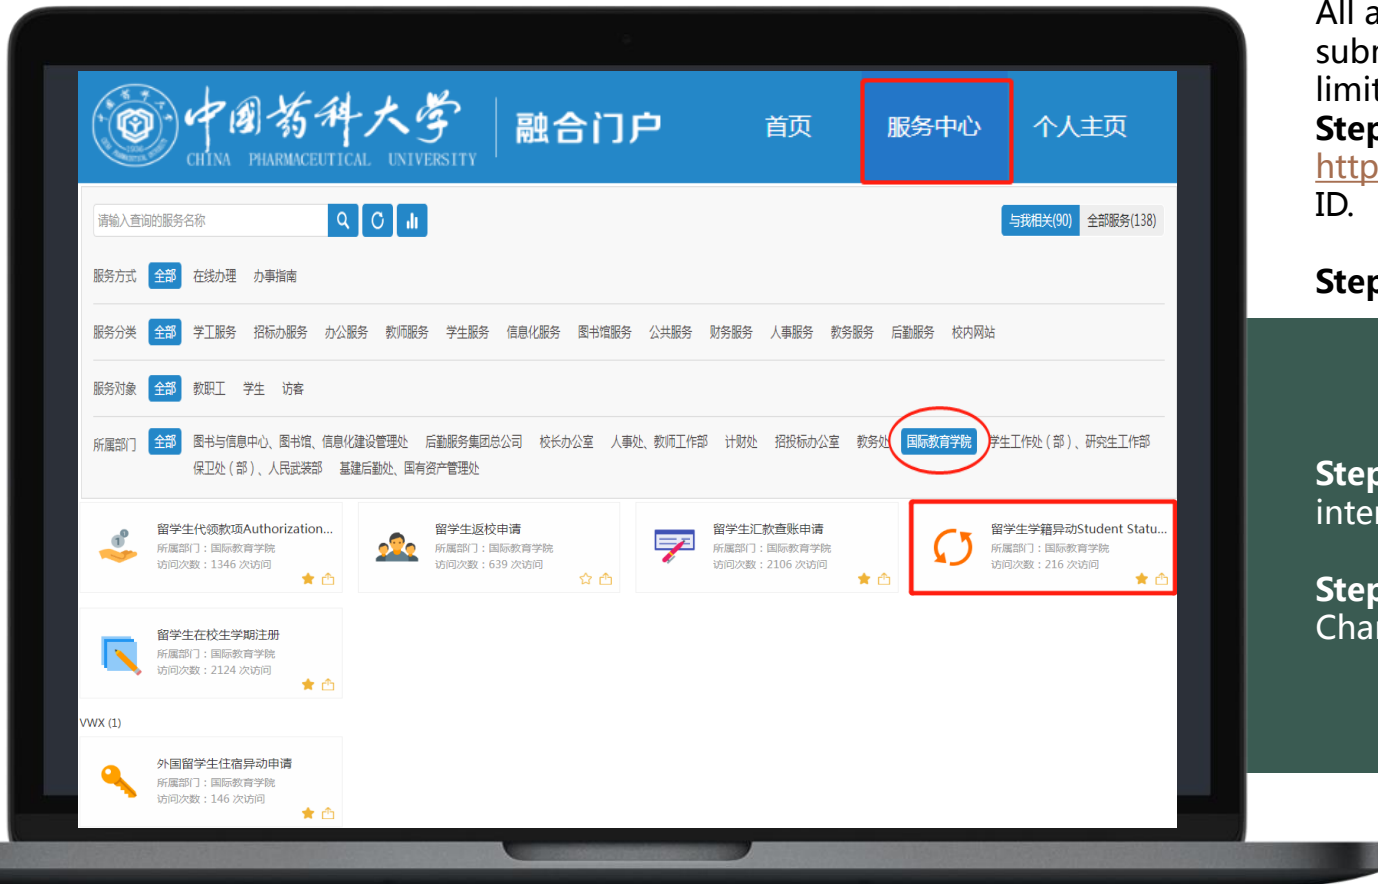 中国药科大学
CHINA PHARMACEUTICAL UNIVERSITY
融合门户
首页 服务中心 个人主页
请输入查询的服务名称
与我相关(90) 全部服务(138)
服务方式 全部 在线办理 办事指南
服务分类 全部 学工服务 招标办服务 办公服务 教师服务 学生服务 信息化服务 图书馆服务 公共服务 财务服务 人事服务 教务服务 后勤服务 校内网站
服务对象 全部 教职工 学生 访客
所属部门 全部 图书与信息中心、图书馆、信息化建设管理处 后勤服务集团总公司 校长办公室 人事处、教师工作部 计财处 招投标办公室 教务处 国际教育学院 学生工作处（部）、研究生工作部
保卫处（部）、人民武装部 基建后勤处、国有资产管理处
留学生代领款项Authorization...
所属部门：国际教育学院
访问次数：1346 次访问
留学生返校申请
所属部门：国际教育学院
访问次数：639 次访问
留学生汇款查账申请
所属部门：国际教育学院
访问次数：2106 次访问
留学生学籍异动Student Statu...
所属部门：国际教育学院
访问次数：216 次访问
留学生在校生学期注册
所属部门：国际教育学院
访问次数：2124 次访问
VWX (1)
外国留学生住宿异动申请
所属部门：国际教育学院
访问次数：146 次访问
All a
subm
limit
Step
http
ID.
Step
Step
inter
Step
Char